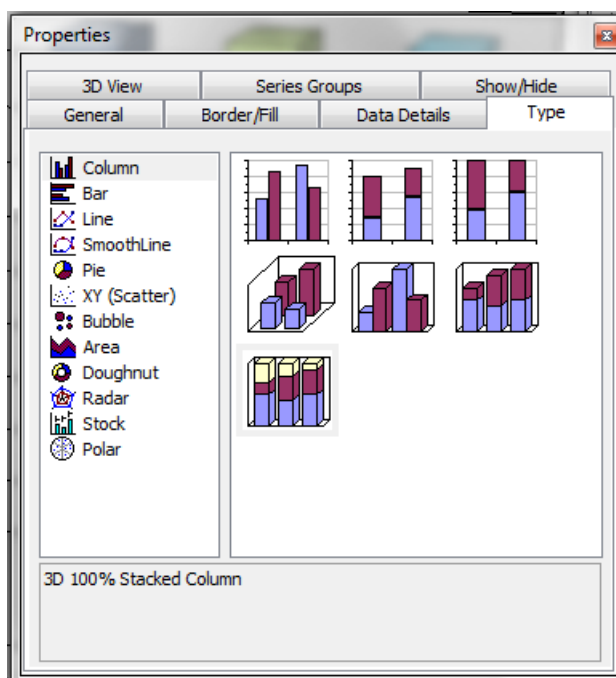 Properties
3D View Series Groups Show/Hide
General Border/Fill Data Details Type
Column
Bar
Line
SmoothLine
Pie
XY (Scatter)
Bubble
Area
Doughnut
Radar
Stock
Polar
3D 100% Stacked Column